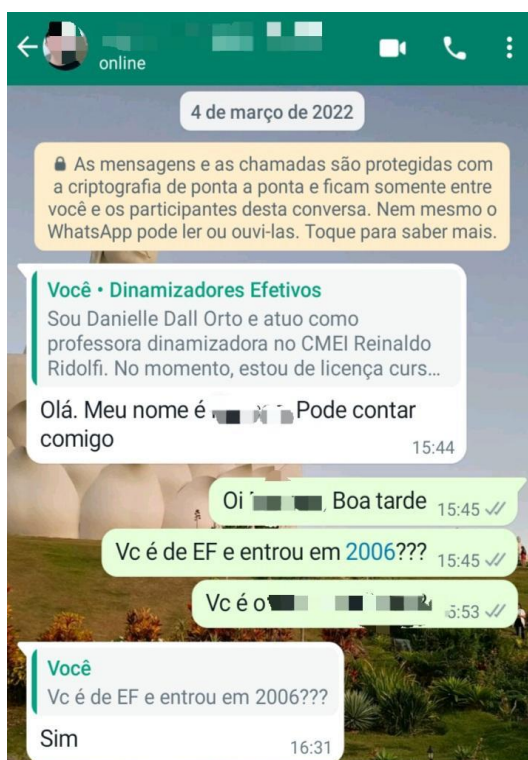 online
4 de março de 2022
As mensagens e as chamadas são protegidas com
a criptografia de ponta a ponta e ficam somente entre
você e os participantes desta conversa. Nem mesmo o
WhatsApp pode ler ou ouvi-las. Toque para saber mais.
Você • Dinamizadores Efetivos
Sou Danielle Dall Orto e atuo como
professora dinamizadora no CMEI Reinaldo
Ridolfi. No momento, estou de licença curs...
Olá. Meu nome é Pode contar
comigo
15:44
Oi , Boa tarde 15:45
Vc é de EF e entrou em 2006??? 15:45
Vc é o 5:53
Você
Vc é de EF e entrou em 2006???
Sim
16:31